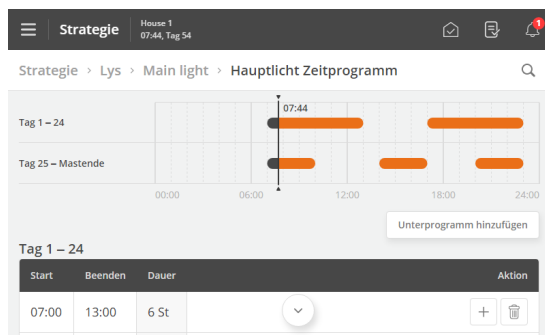 Strategie
House 1
07:44, Tag 54
1
Strategie > Lys > Main light > Hauptlicht Zeitprogramm
07:44
Tag 1 – 24
Tag 25 – Mastende
00:00 06:00 12:00 18:00 24:00
Unterprogramm hinzufügen
Tag 1 – 24
Start Beenden Dauer Aktion
07:00 13:00 6 St